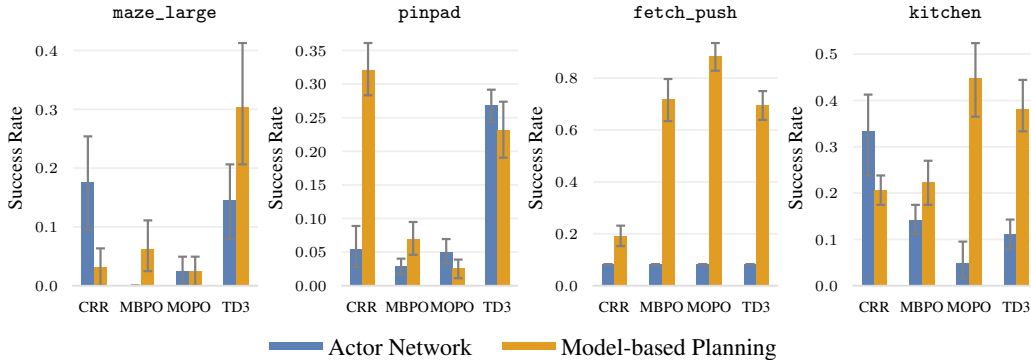 maze_large
pinpad
fetch_push
kitchen
Success Rate
0.4
0.3
0.2
0.1
0.0
CRR MBPO MOPO TD3
Success Rate
0.35
0.30
0.25
0.20
0.15
0.10
0.05
0.00
CRR MBPO MOPO TD3
Success Rate
0.8
0.6
0.4
0.2
0.0
CRR MBPO MOPO TD3
Success Rate
0.5
0.4
0.3
0.2
0.1
0.0
CRR MBPO MOPO TD3
Actor Network
Model-based Planning